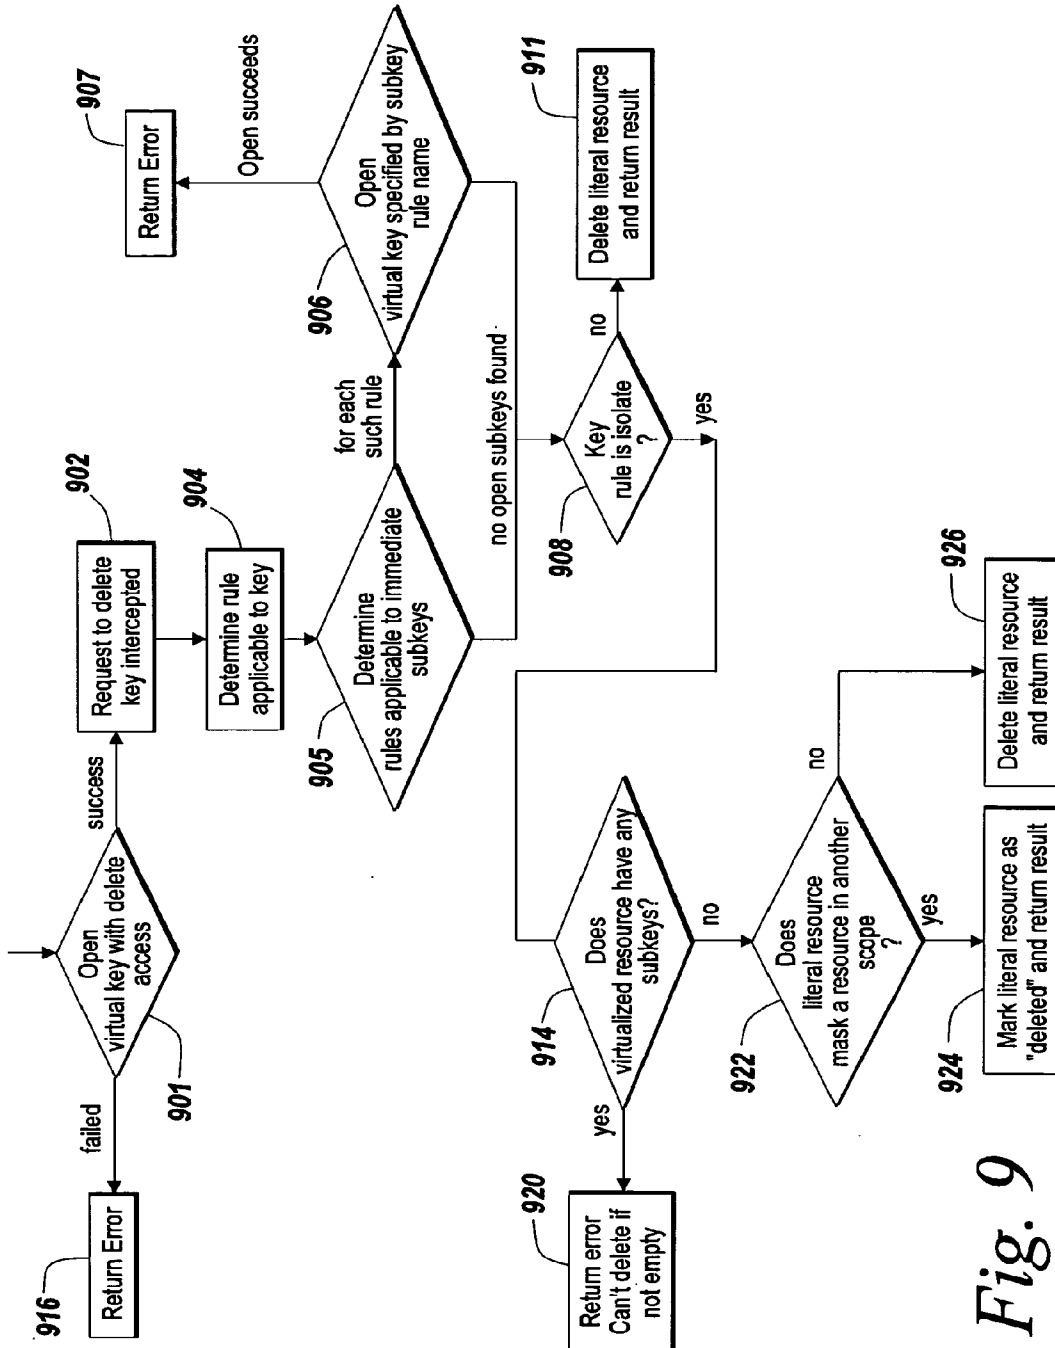 916
Return Error
failed
Open
virtual key with delete
access
901
success
902
Request to delete
key intercepted
904
Determine rule
applicable to key
905
Determine
rules applicable to immediate
subkeys
for each
such rule
906
Open
virtual key specified by subkey
rule name
Open succeeds
907
Return Error
no open subkeys found
908
Key
rule is isolate
?
no
911
Delete literal resource
and return result
yes
914
Does
virtualized resource have any
subkeys?
yes
920
Return error
Can't delete if
not empty
no
922
Does
literal resource
mask a resource in another
scope
?
yes
924
Mark literal resource as
"deleted" and return result
no
926
Delete literal resource
and return result
Fig. 9